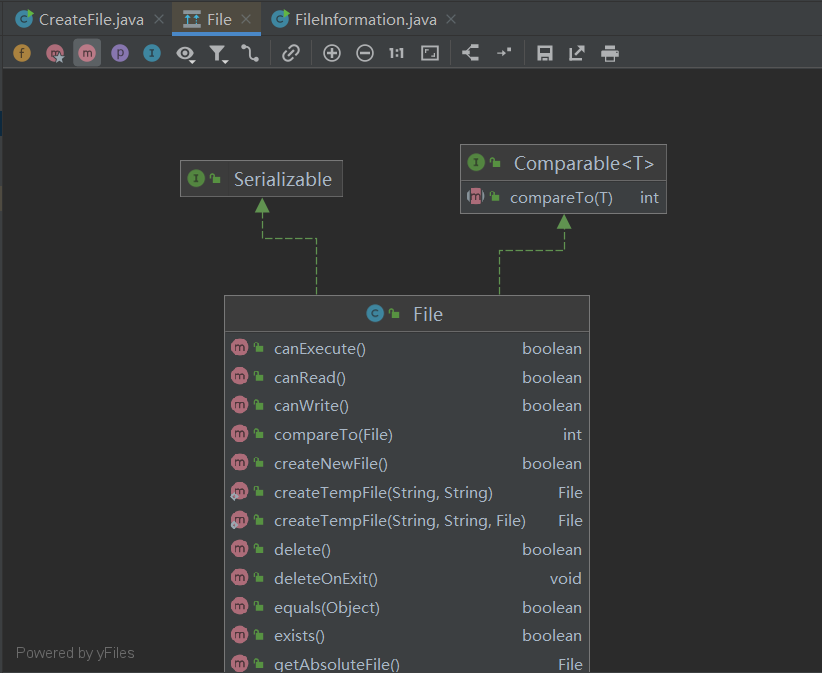 CreateFile.java File FileInformation.java
f m m p I 1:1
I Serializable
I Comparable<T>
m compareTo(T) int
C File
m canExecute() boolean
m canRead() boolean
m canWrite() boolean
m compareTo(File) int
m createNewFile() boolean
m createTempFile(String, String) File
m createTempFile(String, String, File) File
m delete() boolean
m deleteOnExit() void
m equals(Object) boolean
m exists() boolean
m getAbsoluteFile() File
Powered by yFiles